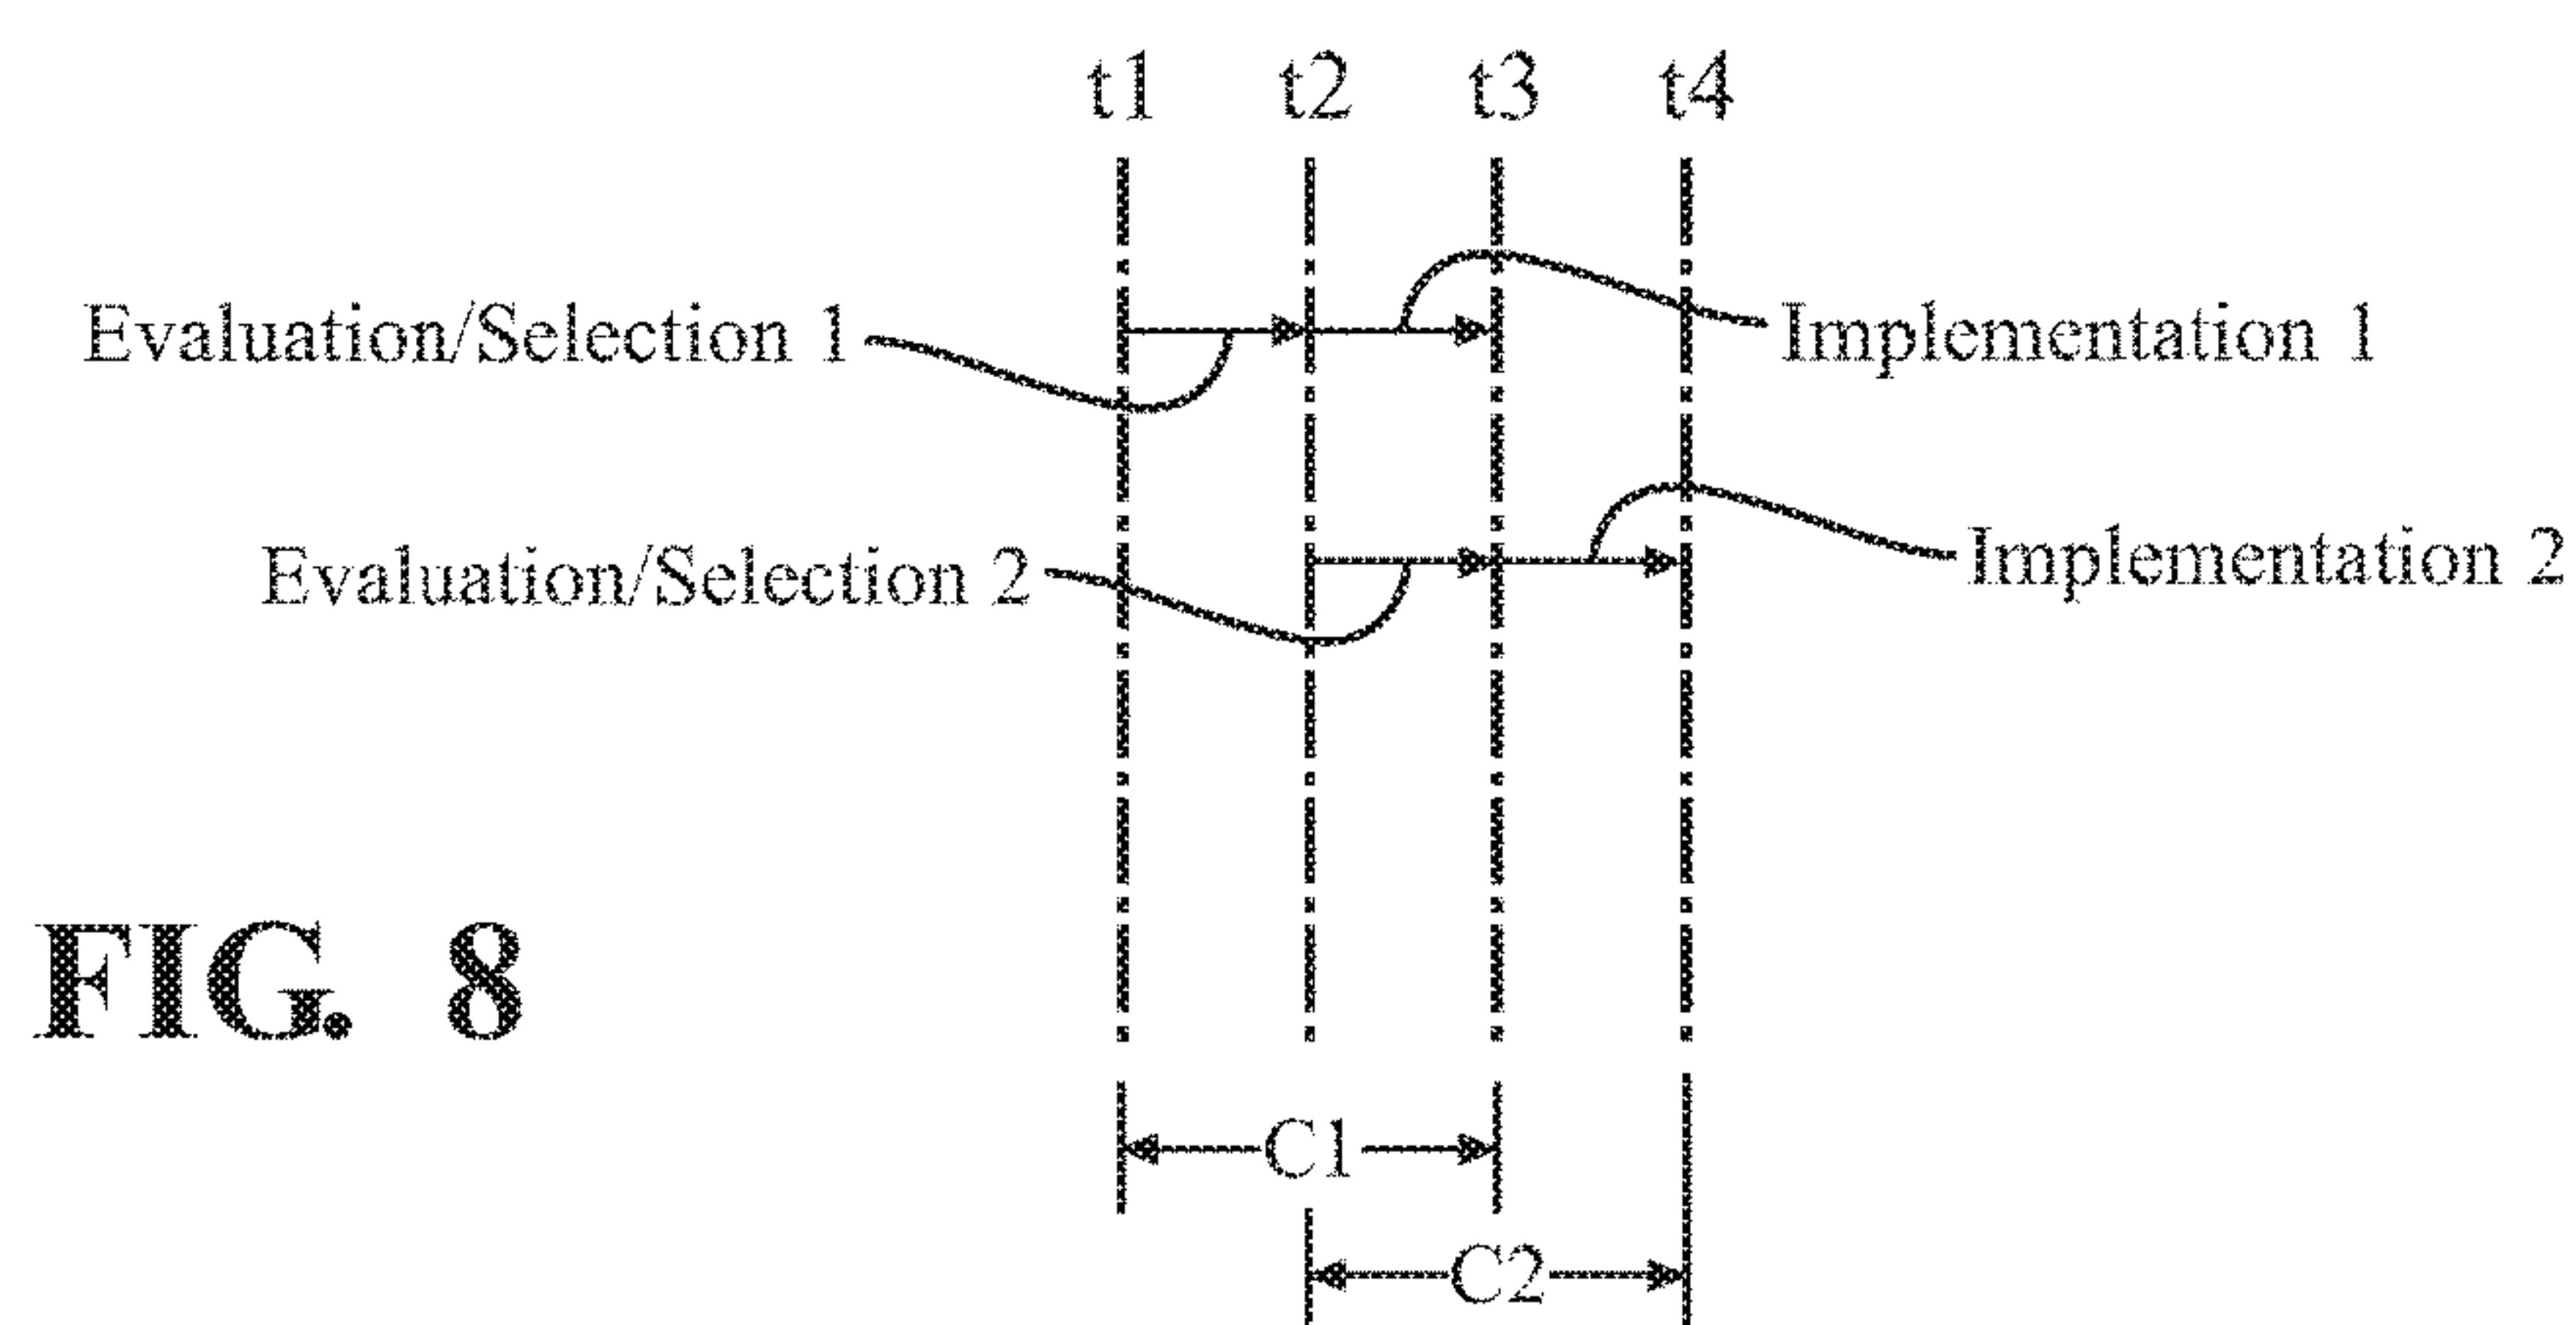 t1 t2 t3 t4
Evaluation/Selection 1 Implementation 1
Evaluation/Selection 2 Implementation 2
FIG. 8
C1
C2